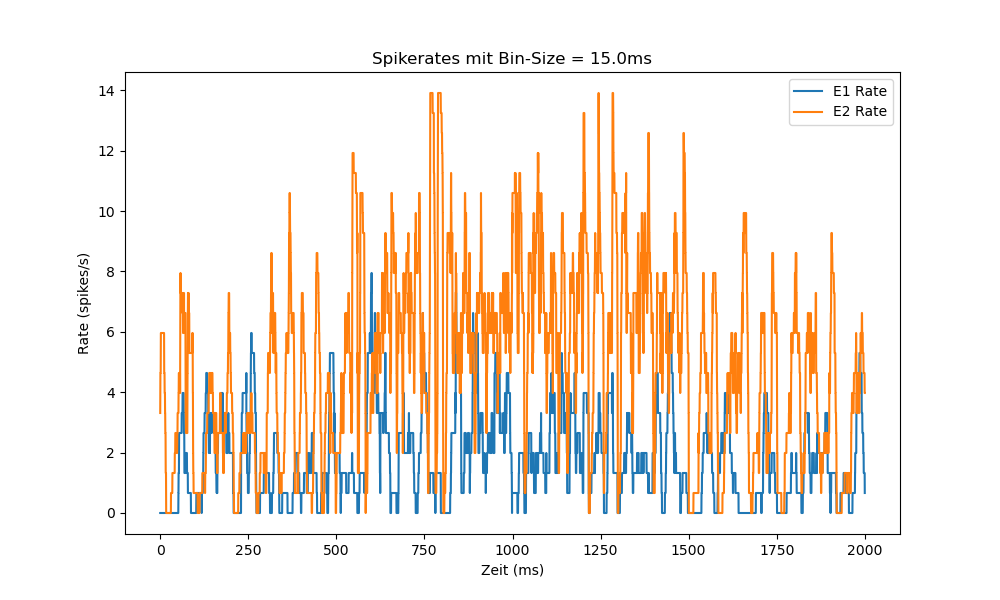 Spikerates mit Bin-Size = 15.0ms
E1 Rate
E2 Rate
Rate (spikes/s)
14
12
10
8
6
4
2
0
0 250 500 750 1000 1250 1500 1750 2000
Zeit (ms)